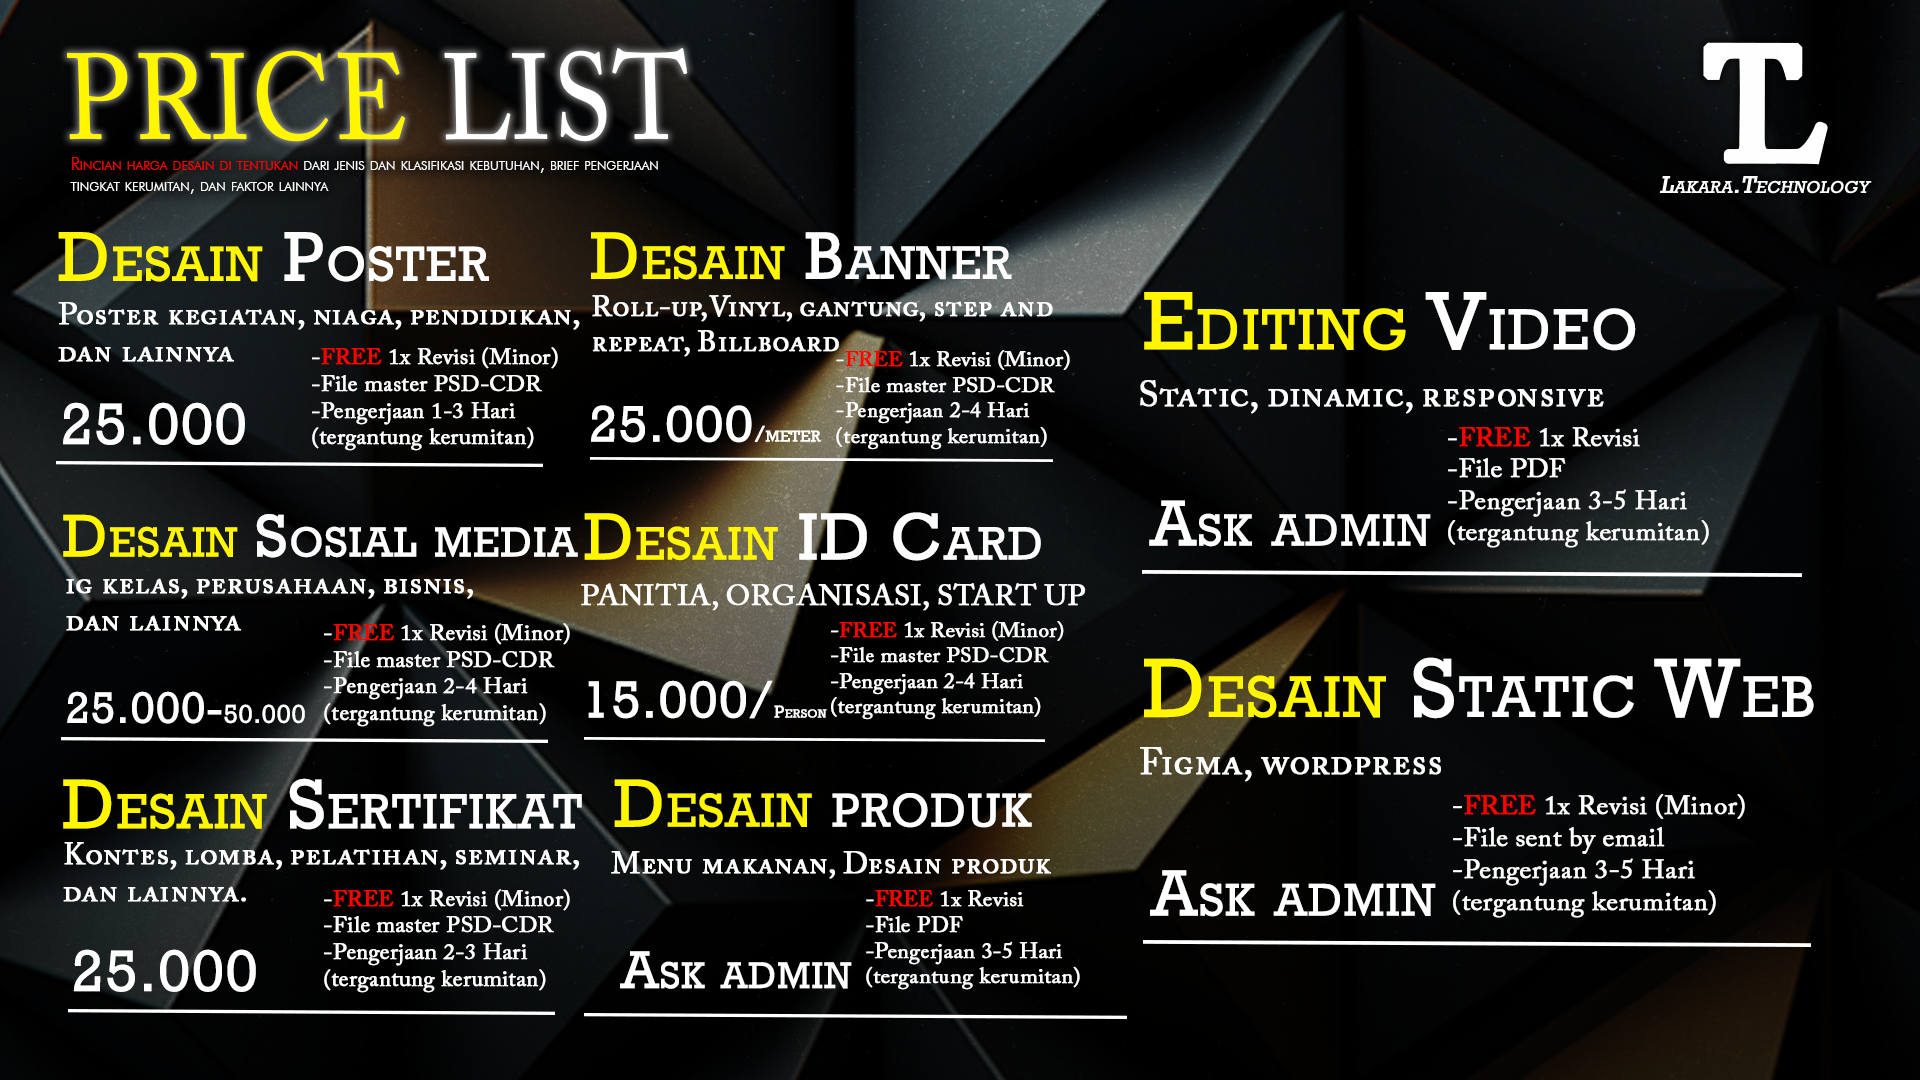 PRICE LIST
Rincian harga desain di tentukan dari jenis dan klasifikasi kebutuhan, brief pengerjaan
tingkat kerumitan, dan faktor lainnya
TL
Lakara.Technology
Desain Poster
Poster kegiatan, niaga, pendidikan,
dan lainnya
-FREE 1x Revisi (Minor)
-File master PSD-CDR
-Pengerjaan 1-3 Hari
(tergantung kerumitan)
25.000
Desain Banner
Roll-up,Vinyl, gantung, step and
repeat, Billboard
-FREE 1x Revisi (Minor)
-File master PSD-CDR
-Pengerjaan 2-4 Hari
(tergantung kerumitan)
25.000/meter
Desain Sosial media
ig kelas, perusahaan, bisnis,
dan lainnya
-FREE 1x Revisi (Minor)
-File master PSD-CDR
-Pengerjaan 2-4 Hari
(tergantung kerumitan)
25.000-50.000
Desain ID Card
PANITIA, ORGANISASI, START UP
-FREE 1x Revisi (Minor)
-File master PSD-CDR
-Pengerjaan 2-4 Hari
(tergantung kerumitan)
15.000/Person
Desain Sertifikat
Kontes, lomba, pelatihan, seminar,
dan lainnya.
-FREE 1x Revisi (Minor)
-File master PSD-CDR
-Pengerjaan 2-3 Hari
(tergantung kerumitan)
25.000
Desain produk
Menu makanan, Desain produk
-FREE 1x Revisi
-File PDF
-Pengerjaan 3-5 Hari
(tergantung kerumitan)
Ask admin
Editing Video
Static, dinamic, responsive
-FREE 1x Revisi
-File PDF
-Pengerjaan 3-5 Hari
(tergantung kerumitan)
Ask admin
Desain Static Web
Figma, wordpress
-FREE 1x Revisi (Minor)
-File sent by email
-Pengerjaan 3-5 Hari
(tergantung kerumitan)
Ask admin